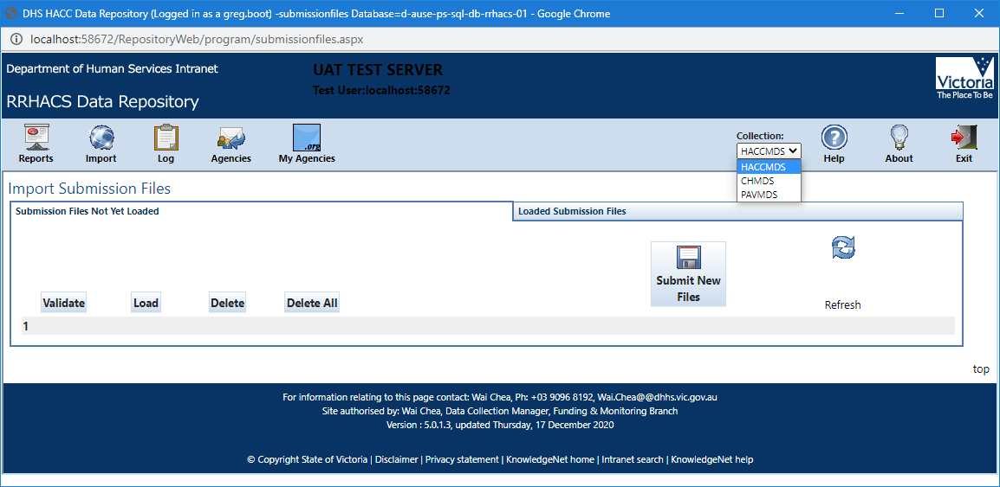 DHS HACC Data Repository (Logged in as a greg.boot) -submissionfiles Database=d-ause-ps-sql-db-rrhacs-01 - Google Chrome
localhost:58672/RepositoryWeb/program/submissionfiles.aspx
Department of Human Services Intranet
UAT TEST SERVER
Test User:localhost:58672
RRHACS Data Repository
Victoria
The Place To Be
.org
Reports Import Log Agencies My Agencies
Collection:
HACCMDS
HACCMDS
CHMDS
PAVMDS
? Help About Exit
Import Submission Files
Submission Files Not Yet Loaded Loaded Submission Files
Submit New
Files
Validate Load Delete Delete All Refresh
1
top
For information relating to this page contact: Wai Chea, Ph: +03 9096 8192, Wai.Chea@@dhhs.vic.gov.au
Site authorised by: Wai Chea, Data Collection Manager, Funding & Monitoring Branch
Version : 5.0.1.3, updated Thursday, 17 December 2020
© Copyright State of Victoria | Disclaimer | Privacy statement | KnowledgeNet home | Intranet search | KnowledgeNet help